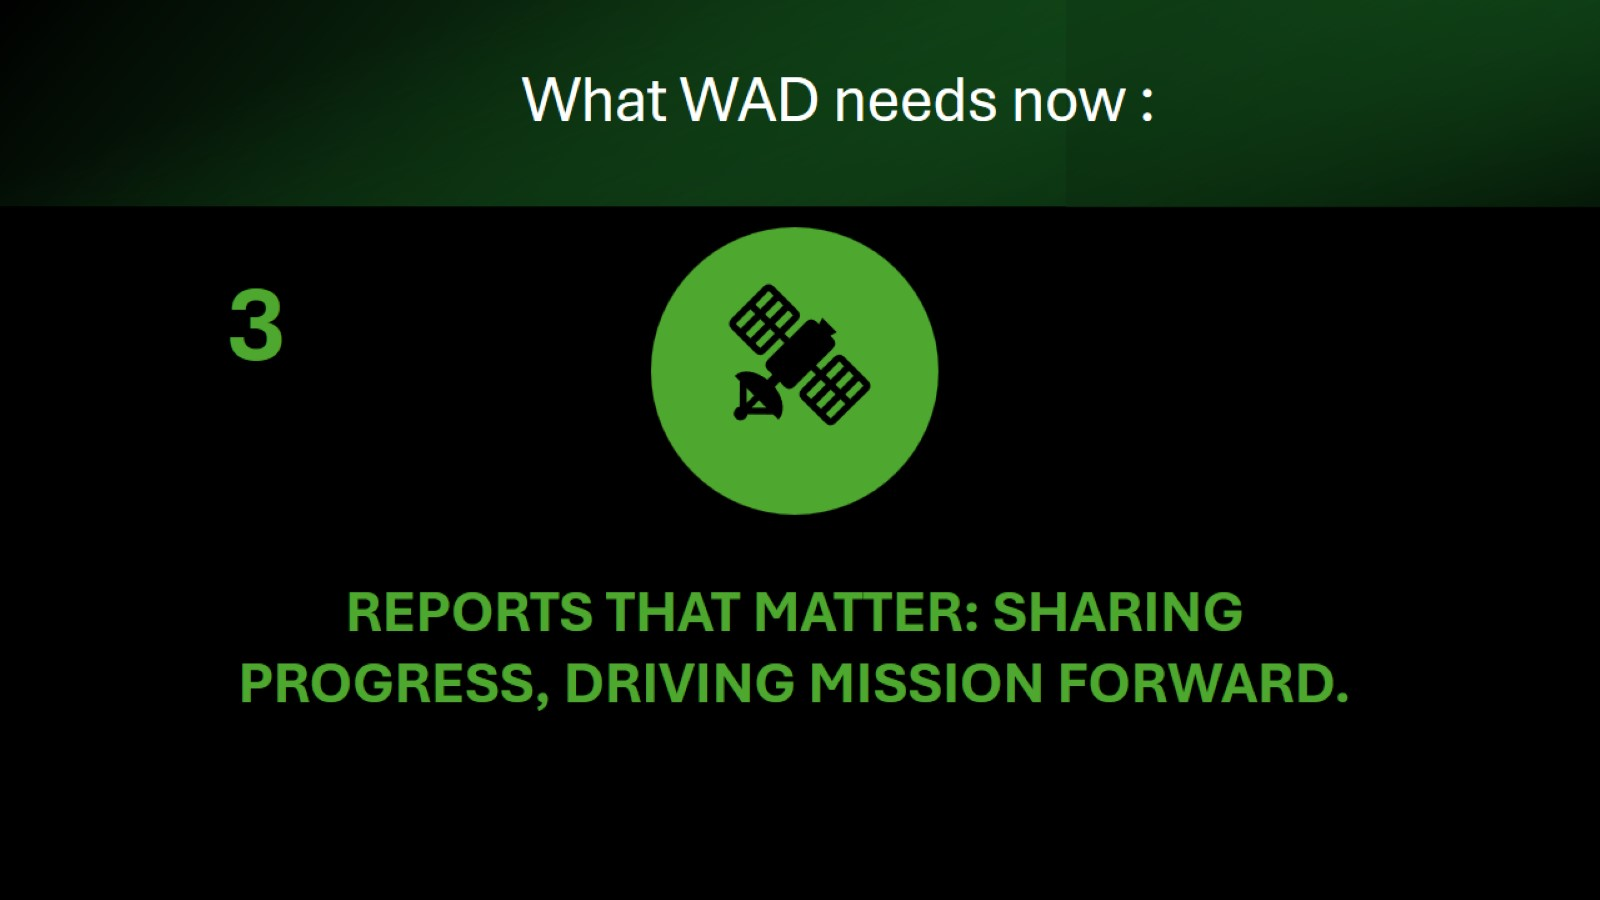 What WAD needs now :
3
REPORTS THAT MATTER: SHARING
PROGRESS, DRIVING MISSION FORWARD.